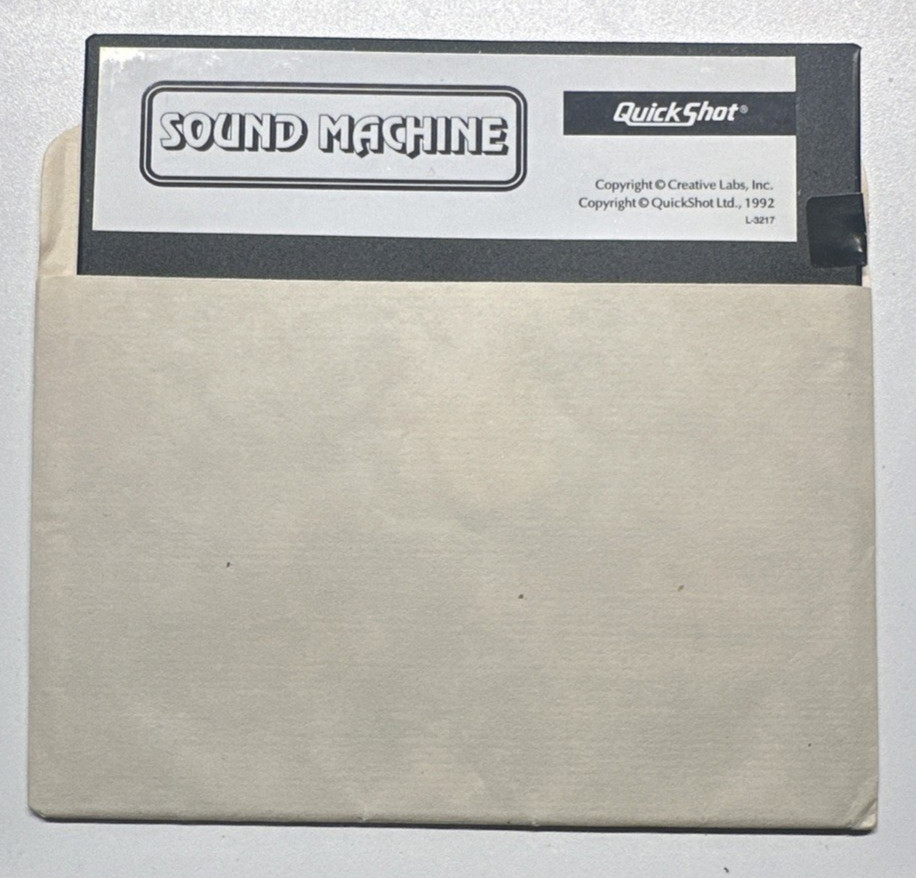 SOUND MACHINE
QuickShot®
Copyright © Creative Labs, Inc.
Copyright © QuickShot Ltd., 1992
L-3217